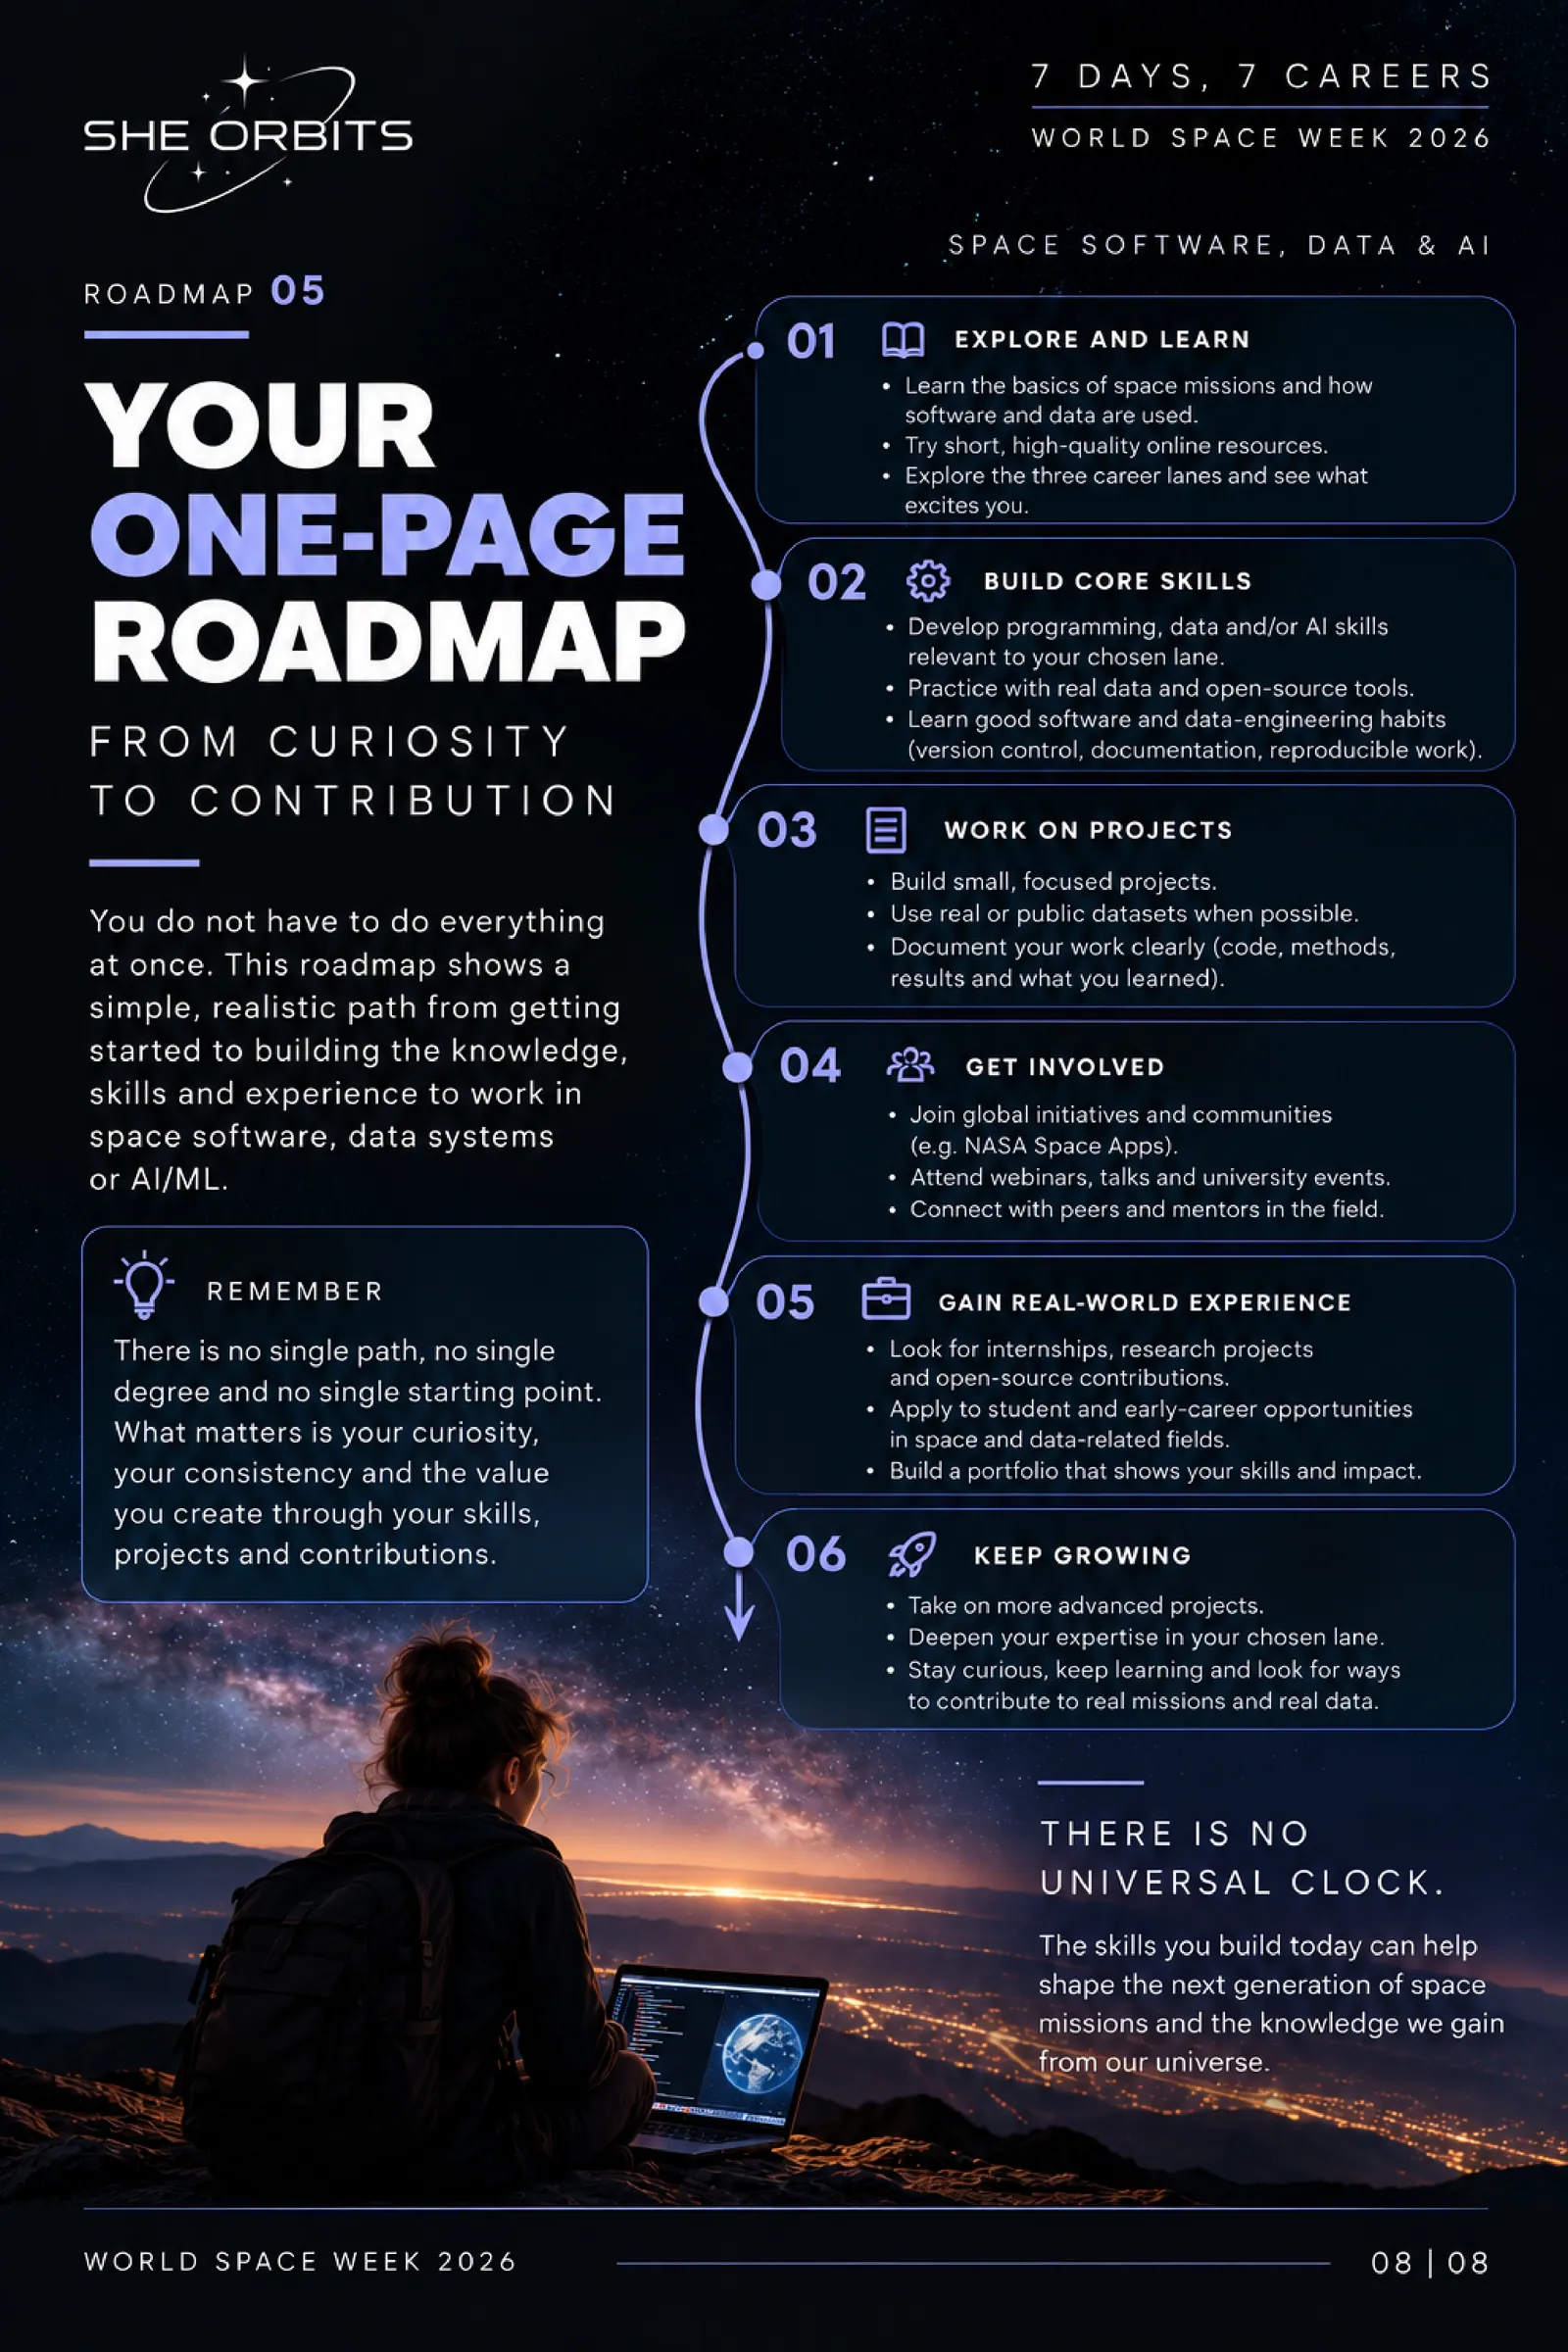 SHE ORBITS
7 DAYS, 7 CAREERS
WORLD SPACE WEEK 2026
SPACE SOFTWARE, DATA & AI
ROADMAP 05
YOUR
ONE-PAGE
ROADMAP
FROM CURIOSITY
TO CONTRIBUTION
You do not have to do everything
at once. This roadmap shows a
simple, realistic path from getting
started to building the knowledge,
skills and experience to work in
space software, data systems
or AI/ML.
REMEMBER
There is no single path, no single
degree and no single starting point.
What matters is your curiosity,
your consistency and the value
you create through your skills,
projects and contributions.
01 EXPLORE AND LEARN
• Learn the basics of space missions and how
software and data are used.
• Try short, high-quality online resources.
• Explore the three career lanes and see what
excites you.
02 BUILD CORE SKILLS
• Develop programming, data and/or AI skills
relevant to your chosen lane.
• Practice with real data and open-source tools.
• Learn good software and data-engineering habits
(version control, documentation, reproducible work).
03 WORK ON PROJECTS
• Build small, focused projects.
• Use real or public datasets when possible.
• Document your work clearly (code, methods,
results and what you learned).
04 GET INVOLVED
• Join global initiatives and communities
(e.g. NASA Space Apps).
• Attend webinars, talks and university events.
• Connect with peers and mentors in the field.
05 GAIN REAL-WORLD EXPERIENCE
• Look for internships, research projects
and open-source contributions.
• Apply to student and early-career opportunities
in space and data-related fields.
• Build a portfolio that shows your skills and impact.
06 KEEP GROWING
• Take on more advanced projects.
• Deepen your expertise in your chosen lane.
• Stay curious, keep learning and look for ways
to contribute to real missions and real data.
THERE IS NO
UNIVERSAL CLOCK.
The skills you build today can help
shape the next generation of space
missions and the knowledge we gain
from our universe.
WORLD SPACE WEEK 2026
08 | 08